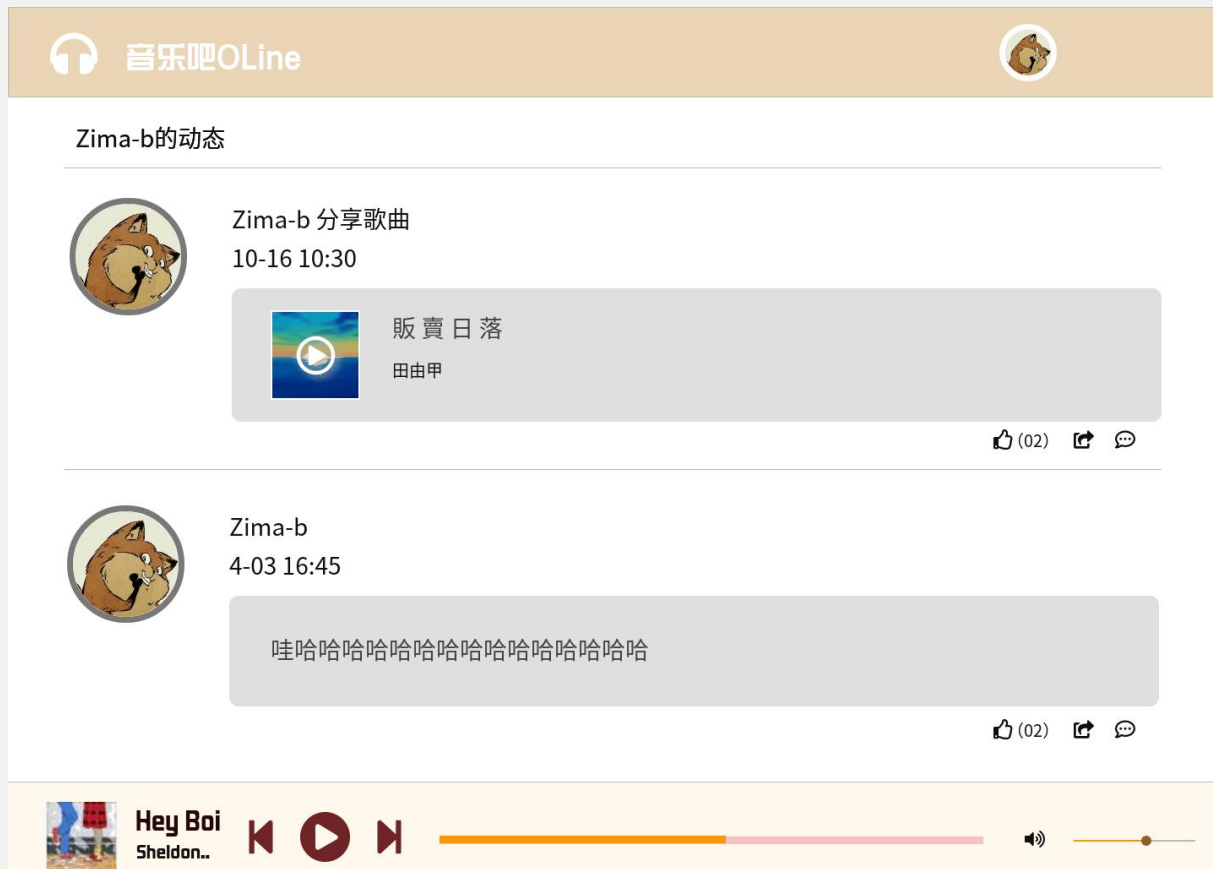 音乐吧OLine
Zima-b的动态
Zima-b 分享歌曲
10-16 10:30
販賣日落
田由甲
(02)
Zima-b
4-03 16:45
哇哈哈哈哈哈哈哈哈哈哈哈哈哈哈哈
(02)
Hey Boi
Sheldon..